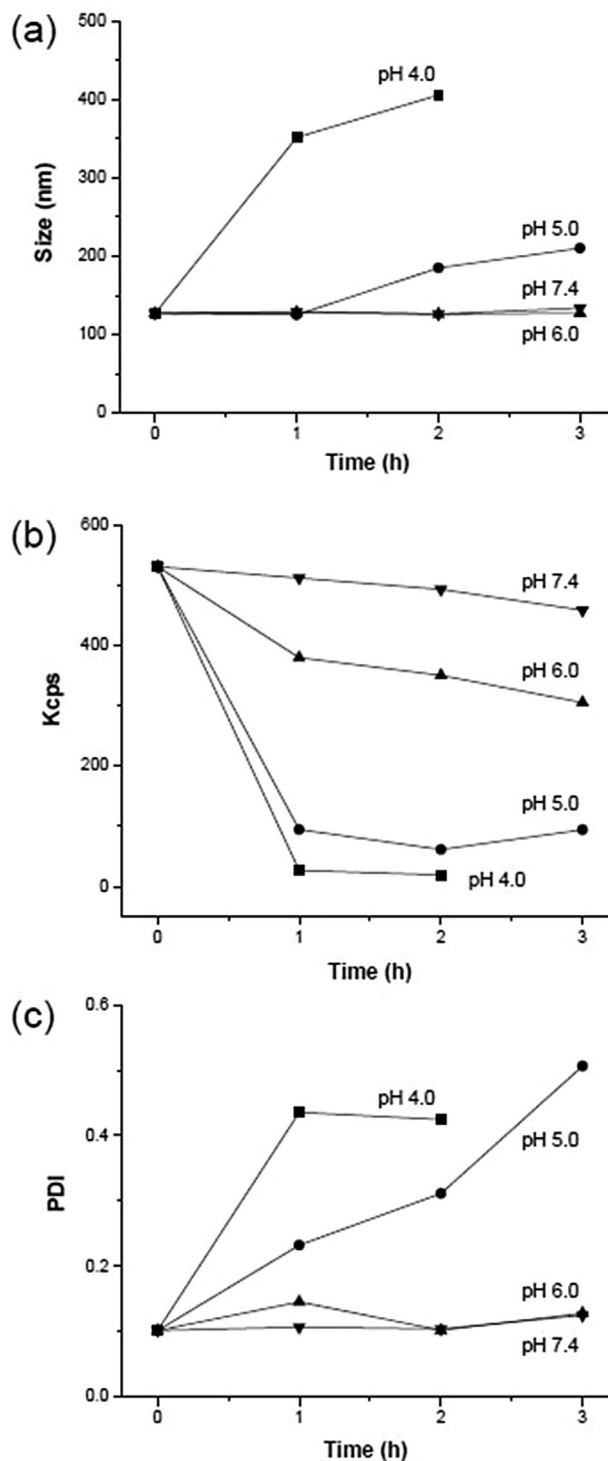 (a)
500
400
300
200
100
0
Size (nm)
pH 4.0
pH 5.0
pH 7.4
pH 6.0
0 1 2 3
Time (h)
(b)
600
400
200
0
Kcps
pH 7.4
pH 6.0
pH 5.0
pH 4.0
0 1 2 3
Time (h)
(c)
0.6
0.4
0.2
0.0
PDI
pH 4.0
pH 5.0
pH 6.0
pH 7.4
0 1 2 3
Time (h)